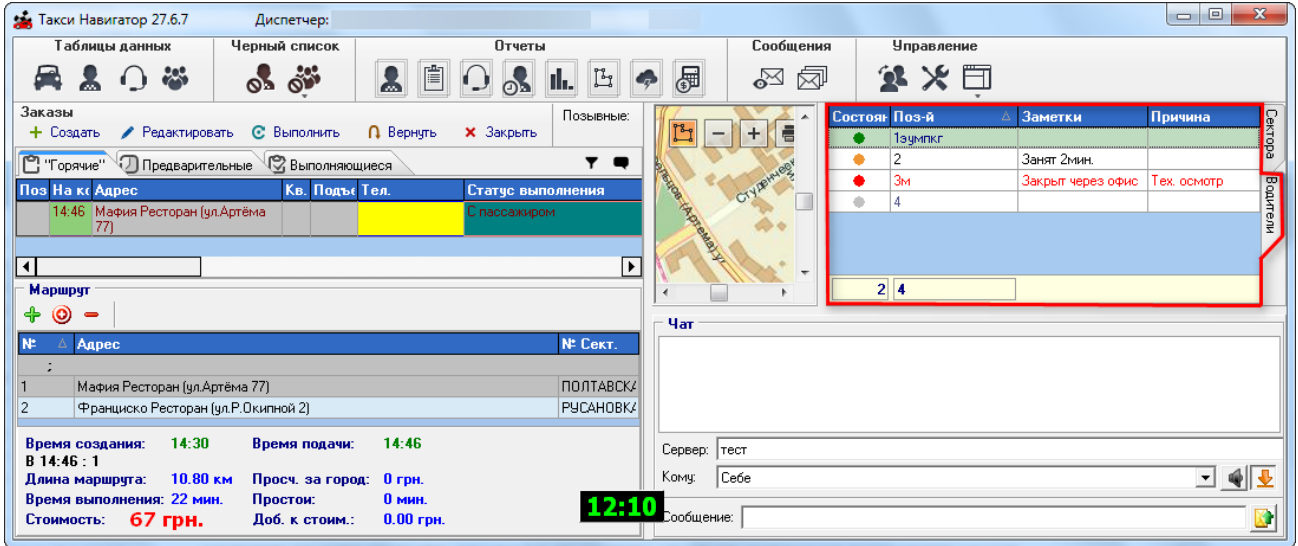 Такси Навигатор 27.6.7 Диспетчер:
Таблицы данных Черный список Отчеты Сообщения Управление
Заказы Позывные:
Создать Редактировать Выполнить Вернуть Закрыть
"Горячие" Предварительные Выполняющиеся
Поз На кс Адрес Кв. Подъе Тел. Статус выполнения
14:46 Мафия Ресторан (ул.Артёма 77) С пассажиром
Маршрут
№ Адрес № Сект.
;
1 Мафия Ресторан (ул.Артёма 77) ПОЛТАВСКА
2 Франциско Ресторан (ул.Р.Окипной 2) РУСАНОВКА
Время создания: 14:30 Время подачи: 14:46
В 14:46 : 1
Длина маршрута: 10.80 км Просч. за город: 0 грн.
Время выполнения: 22 мин. Простои: 0 мин.
Стоимость: 67 грн. Доб. к стоим.: 0.00 грн.
12:10
Студенческ
(Артема) ул
Состоян Поз-й Заметки Причина
1эумпкг
2 Занят 2мин.
3м Закрыт через офис Тех. осмотр
4
2 4
Сектора
Водители
Чат
Сервер: тест
Кому: Себе
Сообщение: